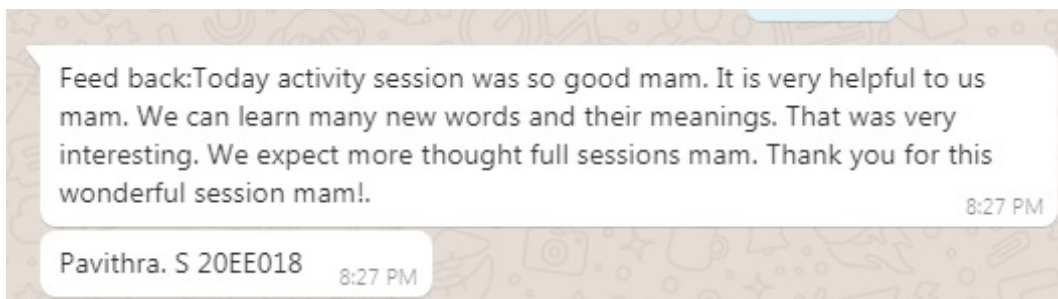 Feed back:Today activity session was so good mam. It is very helpful to us
mam. We can learn many new words and their meanings. That was very
interesting. We expect more thought full sessions mam. Thank you for this
wonderful session mam!.
8:27 PM
Pavithra. S 20EE018
8:27 PM